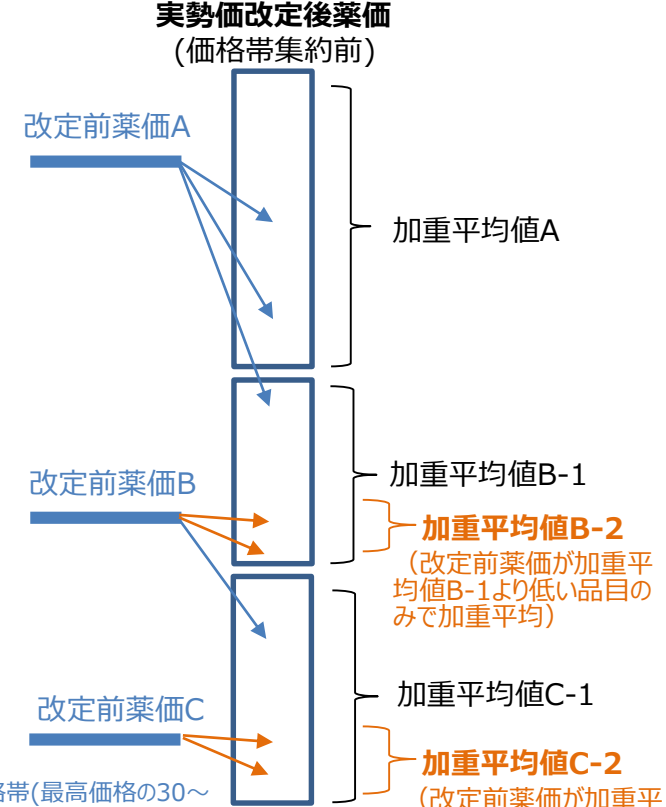 実勢価改定後薬価
(価格帯集約前)
改定前薬価A
加重平均値A
改定前薬価B
加重平均値B-1
加重平均値B-2
（改定前薬価が加重平
均値B-1より低い品目の
みで加重平均）
改定前薬価C
加重平均値C-1
加重平均値C-2
（改定前薬価が加重平
格帯(最高価格の30～